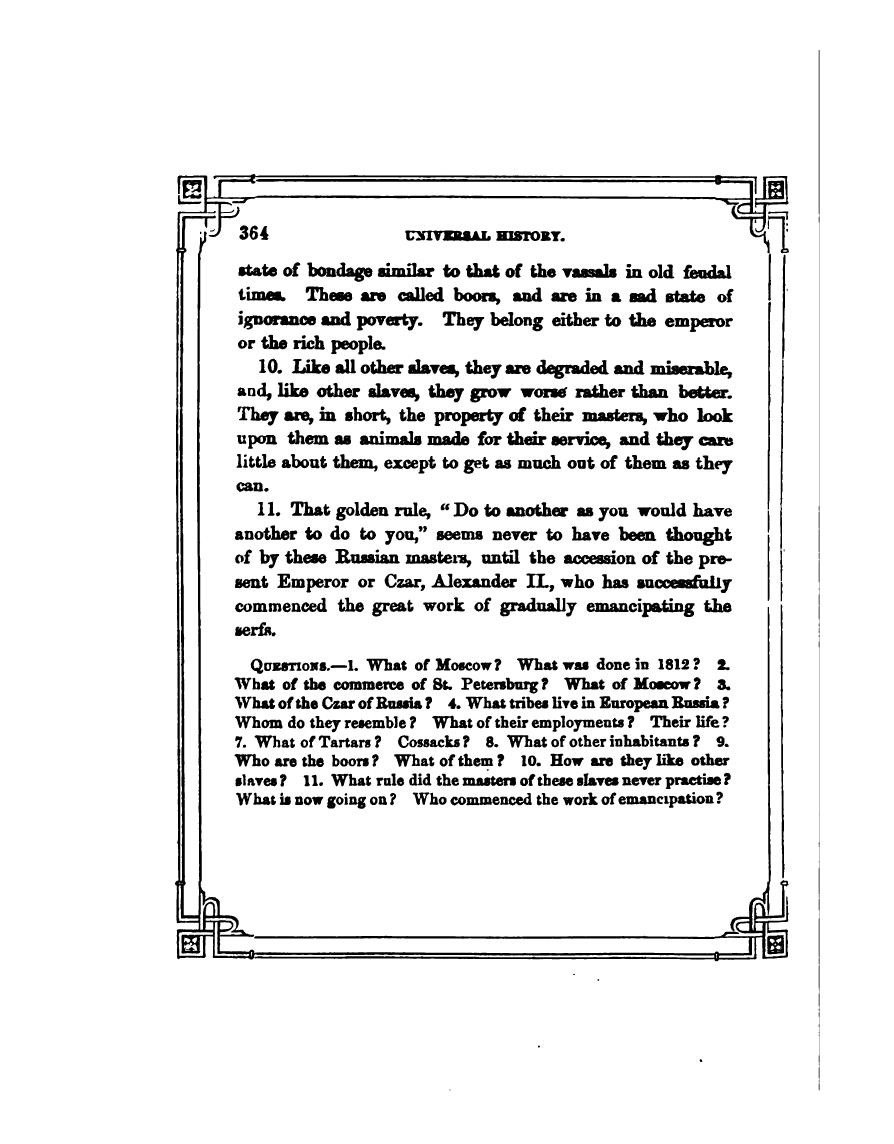 364 UNIVERSAL HISTORY.
state of bondage similar to that of the vassals in old feudal
times. These are called boors, and are in a sad state of
ignorance and poverty. They belong either to the emperor
or the rich people.
10. Like all other slaves, they are degraded and miserable,
and, like other slaves, they grow worse rather than better.
They are, in short, the property of their masters, who look
upon them as animals made for their service, and they care
little about them, except to get as much out of them as they
can.
11. That golden rule, “Do to another as you would have
another to do to you,” seems never to have been thought
of by these Russian masters, until the accession of the pre-
sent Emperor or Czar, Alexander II., who has successfully
commenced the great work of gradually emancipating the
serfs.
QUESTIONS.—1. What of Moscow? What was done in 1812? 2.
What of the commerce of St. Petersburg? What of Moscow? 3.
What of the Czar of Russia? 4. What tribes live in European Russia?
Whom do they resemble? What of their employments? Their life?
7. What of Tartars? Cossacks? 8. What of other inhabitants? 9.
Who are the boors? What of them? 10. How are they like other
slaves? 11. What rule did the masters of these slaves never practise?
What is now going on? Who commenced the work of emancipation?